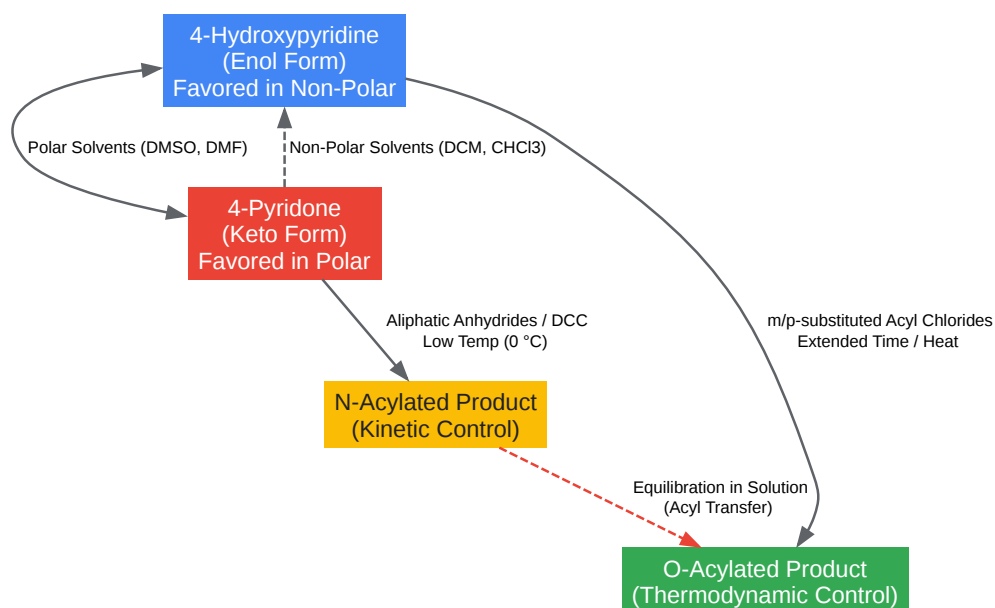 4-Hydroxypyridine
(Enol Form)
Favored in Non-Polar
Polar Solvents (DMSO, DMF)
Non-Polar Solvents (DCM, CHCl3)
4-Pyridone
(Keto Form)
Favored in Polar
Aliphatic Anhydrides / DCC
Low Temp (0 °C)
m/p-substituted Acyl Chlorides
Extended Time / Heat
N-Acylated Product
(Kinetic Control)
Equilibration in Solution
(Acyl Transfer)
O-Acylated Product
(Thermodynamic Control)